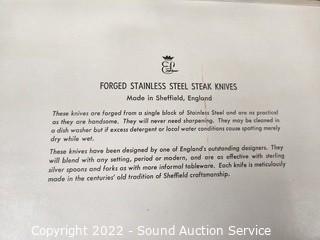 FORGED STAINLESS STEEL STEAK KNIVES
Made in Sheffield, England
These knives are forged from a single block of Stainless Steel and are as practical
as they are handsome. They will never need sharpening. They may be cleaned in
a dish washer but if excess detergent or local water conditions cause spotting merely
dry while wet.
These knives have been designed by one of England's outstanding designers. They
will blend with any setting, period or modern, and are as effective with sterling
silver spoons and forks as with more informal tableware. Each knife is meticulously
made in the centuries' old tradition of Sheffield craftsmanship.
Copyright 2022 - Sound Auction Service